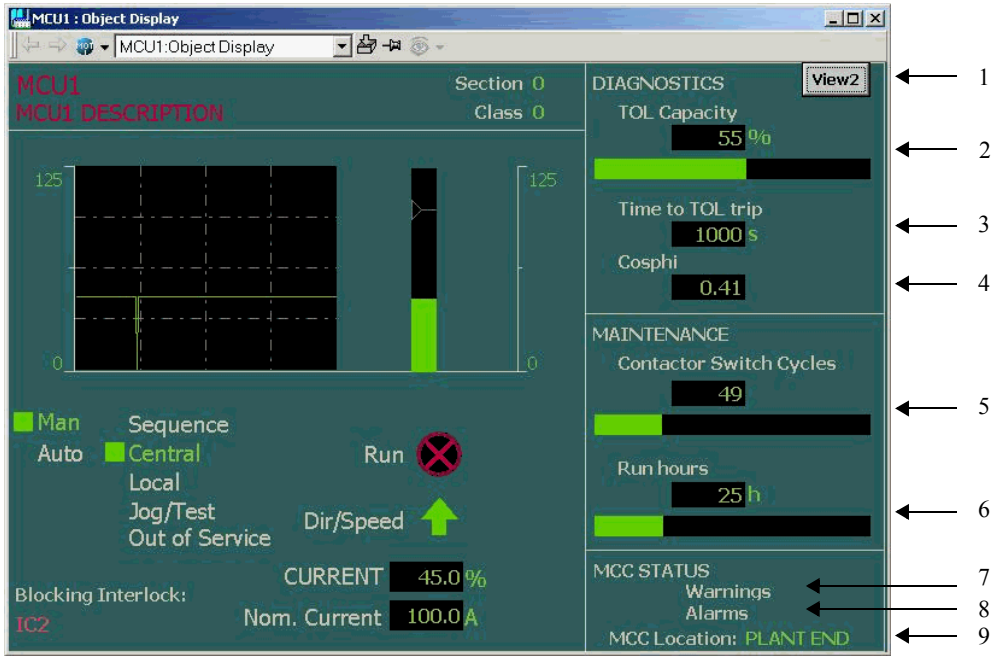 MCU1 : Object Display
MCU1:Object Display
MCU1
MCU1 DESCRIPTION
Section 0
Class 0
125
0
125
0
Man
Auto
Sequence
Central
Local
Jog/Test
Out of Service
Run
Dir/Speed
CURRENT 45.0 %
Nom. Current 100.0 A
Blocking Interlock:
IC2
DIAGNOSTICS
View2
TOL Capacity
55 %
Time to TOL trip
1000 s
Cosphi
0.41
MAINTENANCE
Contactor Switch Cycles
49
Run hours
25 h
MCC STATUS
Warnings
Alarms
MCC Location: PLANT END
1
2
3
4
5
6
7
8
9